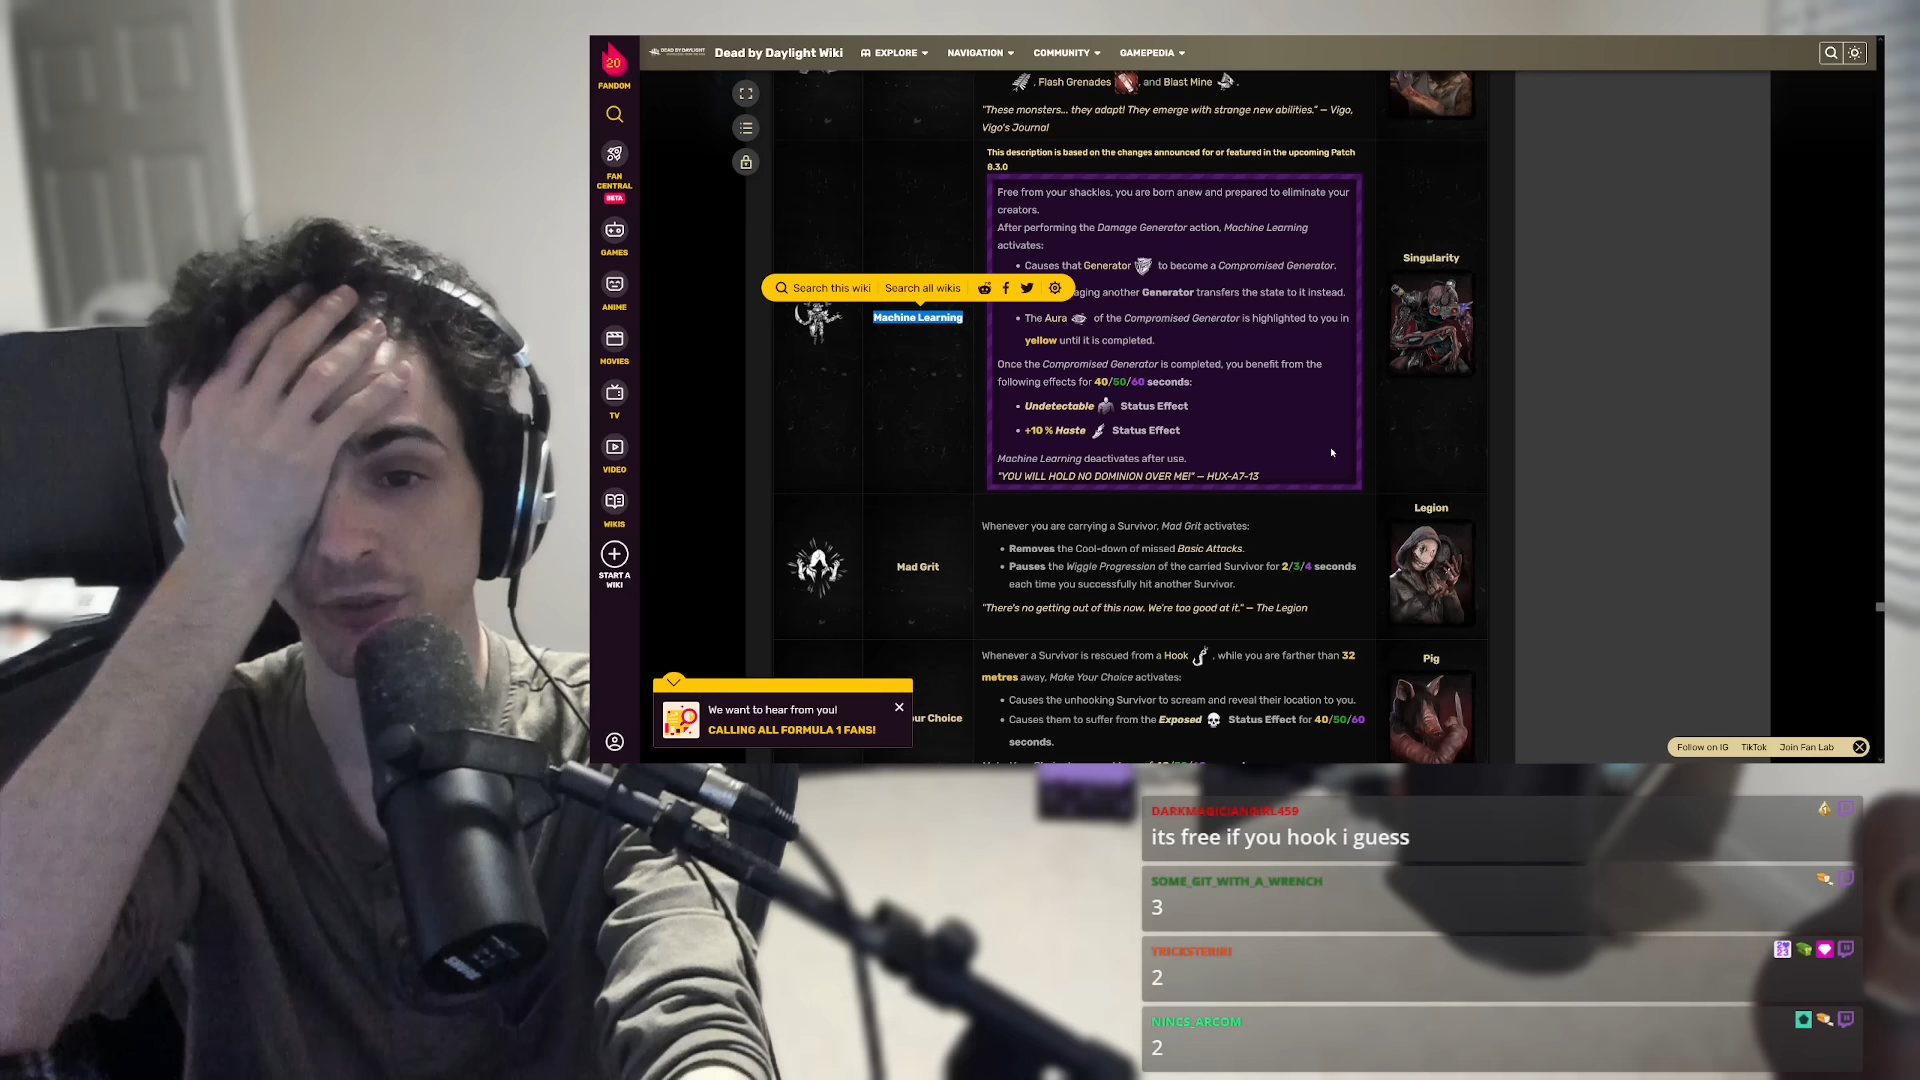 20
FANDOM
FAN
CENTRAL
BETA
GAMES
ANIME
MOVIES
TV
VIDEO
WIKIS
START A
WIKI
DEAD BY DAYLIGHT
Dead by Daylight Wiki
EXPLORE
NAVIGATION
COMMUNITY
GAMEPEDIA
, Flash Grenades , and Blast Mine .
"These monsters... they adapt! They emerge with strange new abilities." — Vigo,
Vigo's Journal
This description is based on the changes announced for or featured in the upcoming Patch
8.3.0
Free from your shackles, you are born anew and prepared to eliminate your
creators.
After performing the Damage Generator action, Machine Learning
activates:
• Causes that Generator to become a Compromised Generator.
aging another Generator transfers the state to it instead.
• The Aura of the Compromised Generator is highlighted to you in
yellow until it is completed.
Once the Compromised Generator is completed, you benefit from the
following effects for 40/50/60 seconds:
• Undetectable Status Effect
• +10 % Haste Status Effect
Machine Learning deactivates after use.
"YOU WILL HOLD NO DOMINION OVER ME!" — HUX-A7-13
Search this wiki
Search all wikis
Machine Learning
Singularity
Mad Grit
Whenever you are carrying a Survivor, Mad Grit activates:
• Removes the Cool-down of missed Basic Attacks.
• Pauses the Wiggle Progression of the carried Survivor for 2/3/4 seconds
each time you successfully hit another Survivor.
"There's no getting out of this now. We're too good at it." — The Legion
Legion
our Choice
Whenever a Survivor is rescued from a Hook , while you are farther than 32
metres away, Make Your Choice activates:
• Causes the unhooking Survivor to scream and reveal their location to you.
• Causes them to suffer from the Exposed Status Effect for 40/50/60
seconds.
Pig
We want to hear from you!
CALLING ALL FORMULA 1 FANS!
Follow on IG
TikTok
Join Fan Lab
DARKMAGICIANGIRL459
its free if you hook i guess
SOME_GIT_WITH_A_WRENCH
3
TRICKSTERIRI
2
NINCS_ARCOM
2